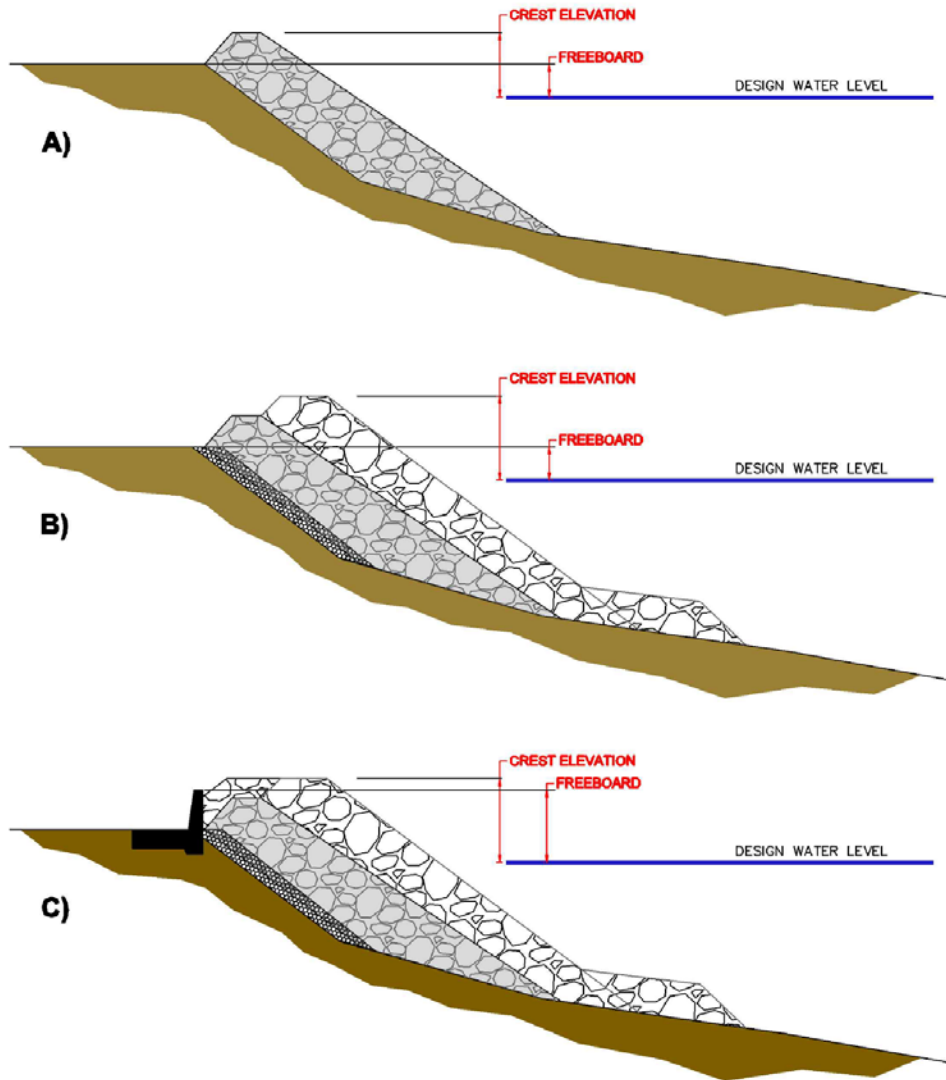 CREST ELEVATION
FREEBOARD
DESIGN WATER LEVEL
A)
CREST ELEVATION
FREEBOARD
DESIGN WATER LEVEL
B)
CREST ELEVATION
FREEBOARD
DESIGN WATER LEVEL
C)